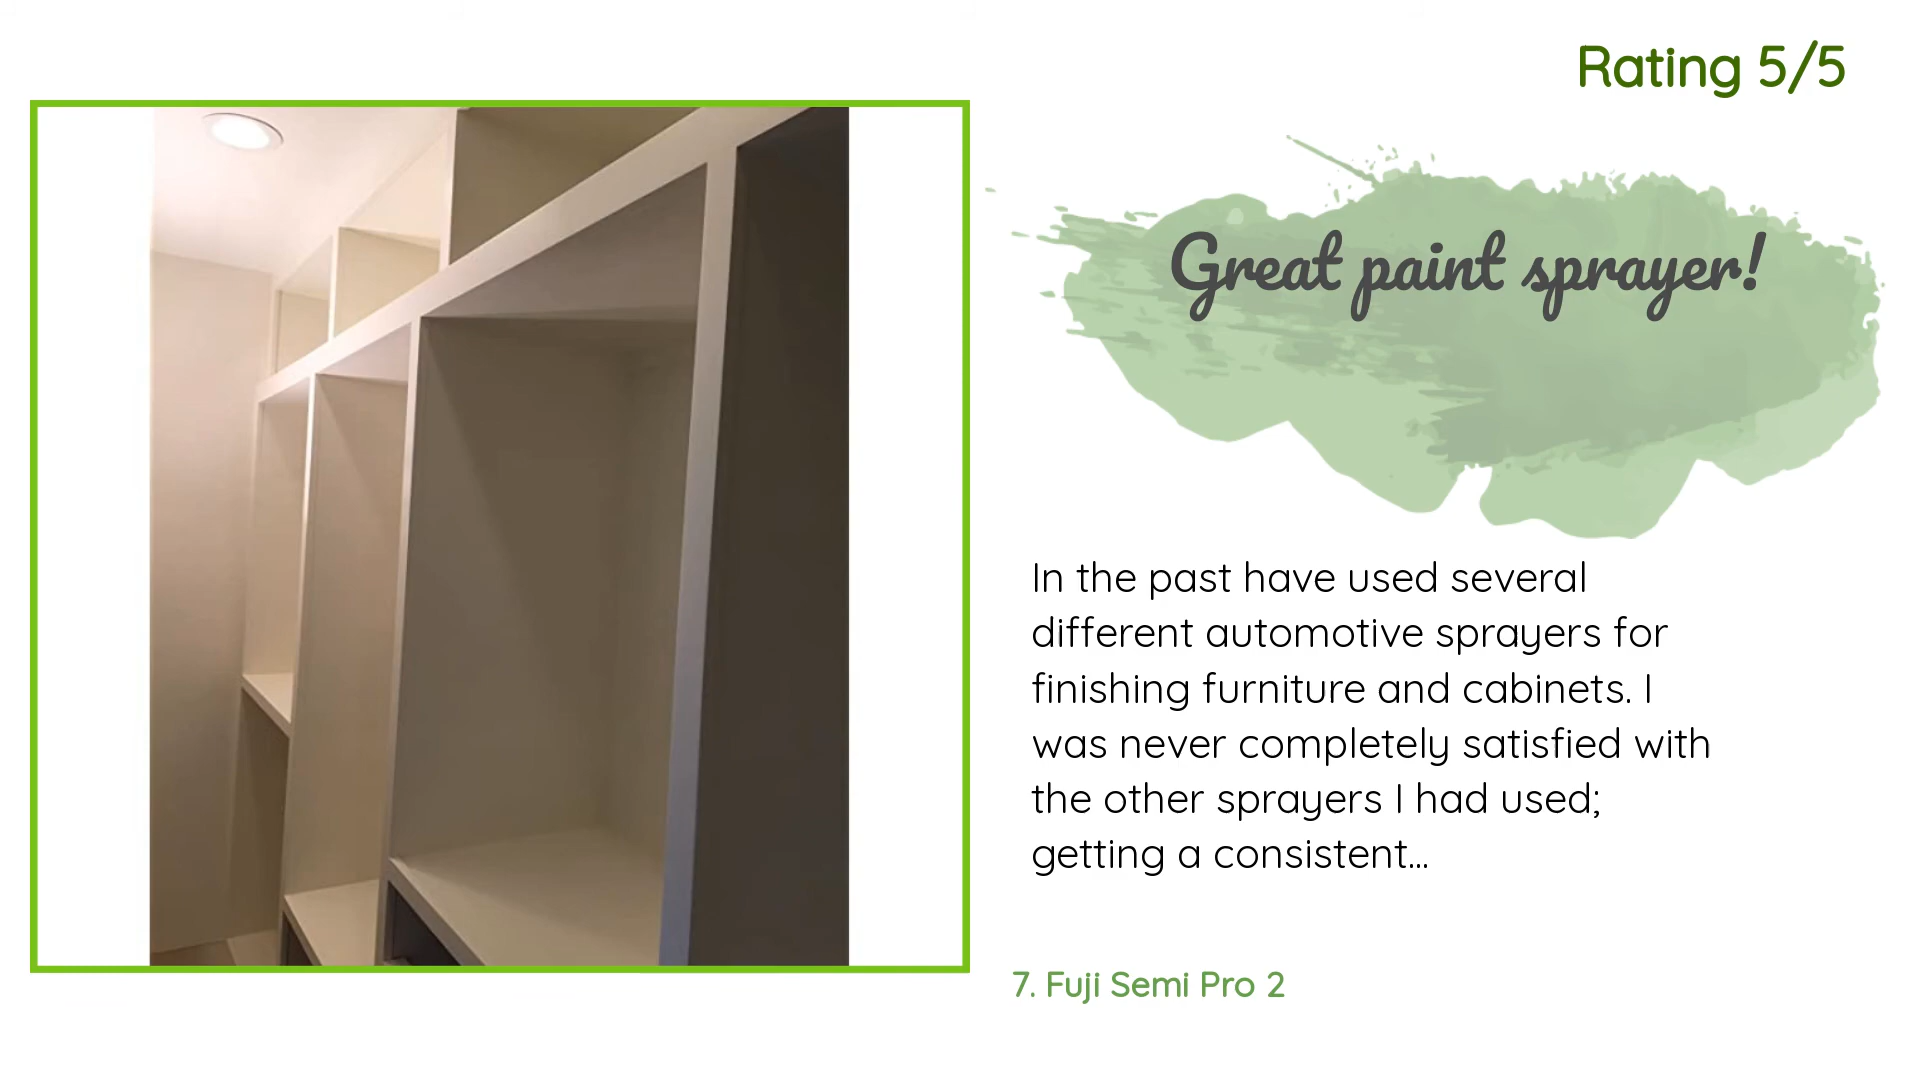 Rating 5/5
Great paint sprayer!
In the past have used several
different automotive sprayers for
finishing furniture and cabinets. I
was never completely satisfied with
the other sprayers I had used;
getting a consistent...
7. Fuji Semi Pro 2